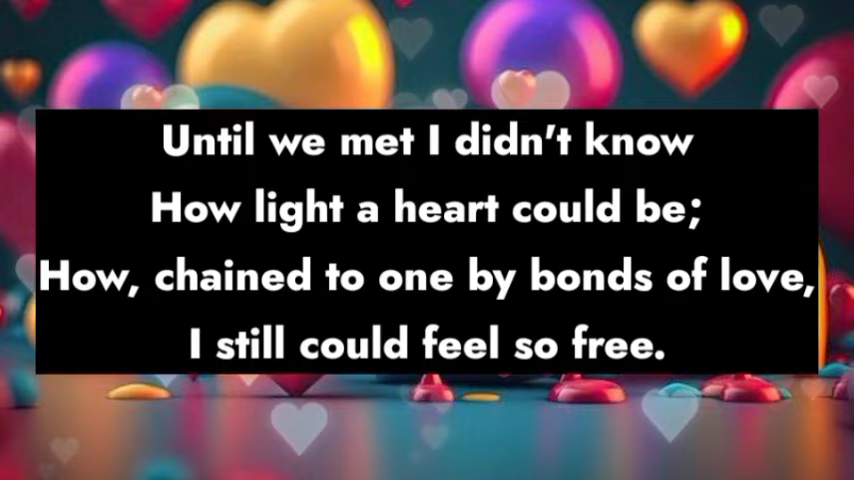 Until we met I didn't know
How light a heart could be;
How, chained to one by bonds of love,
I still could feel so free.